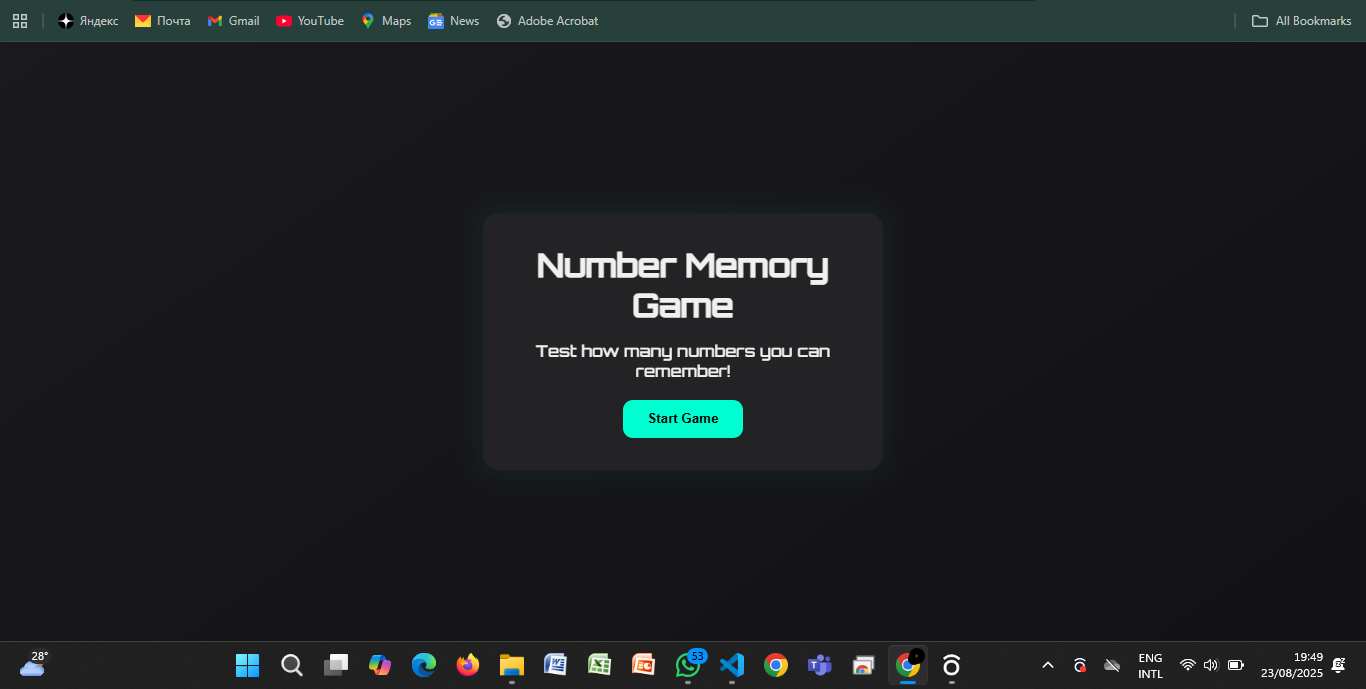 Яндекс Почта Gmail YouTube Maps News Adobe Acrobat All Bookmarks
Number Memory
Game
Test how many numbers you can
remember!
Start Game
28°
53
ENG
INTL
19:49
23/08/2025